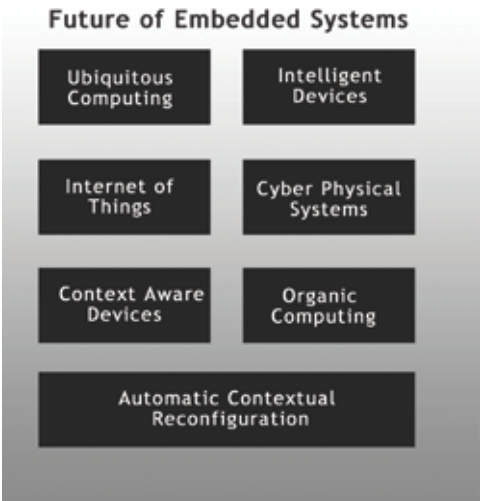 Future of Embedded Systems
Ubiquitous
Computing
Intelligent
Devices
Internet of
Things
Cyber Physical
Systems
Context Aware
Devices
Organic
Computing
Automatic Contextual
Reconfiguration